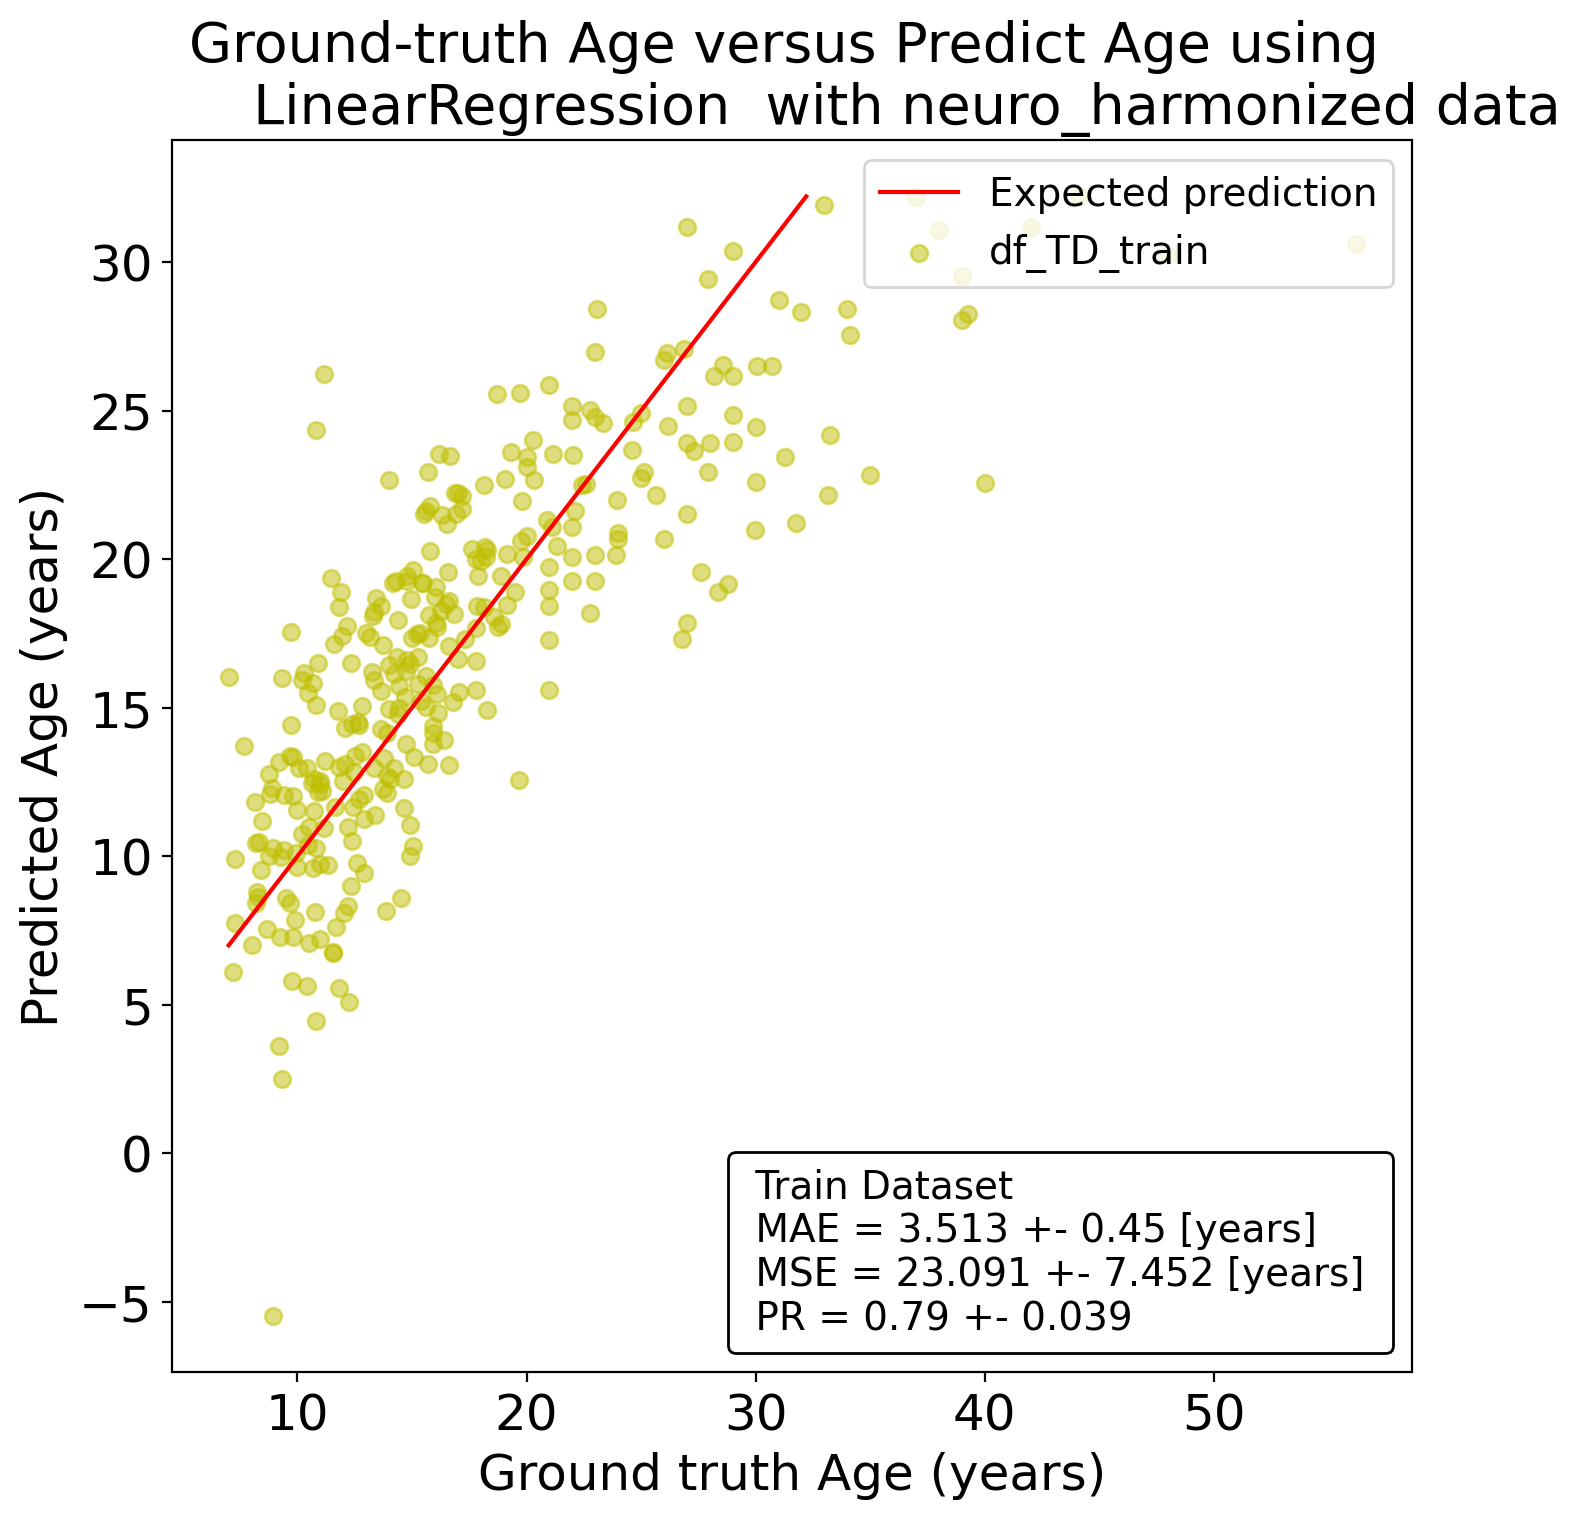 Ground-truth Age versus Predict Age using
LinearRegression  with neuro_harmonized data
Expected prediction
df_TD_train
30
25
20
15
10
5
0
−5
Predicted Age (years)
Train Dataset
MAE = 3.513 +- 0.45 [years]
MSE = 23.091 +- 7.452 [years]
PR = 0.79 +- 0.039
10 20 30 40 50
Ground truth Age (years)